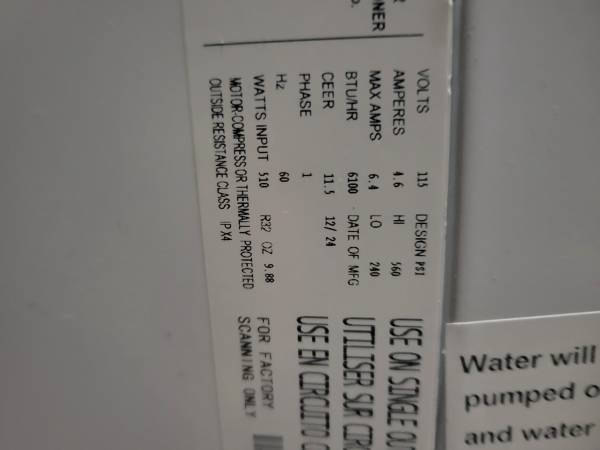 NER
VOLTS 115 DESIGN PSI
AMPERES 4.6 HI 560
MAX AMPS 6.4 LO 240
BTU/HR 6100 DATE OF MFG
CEER 11.5 12/24
PHASE 1
Hz 60
WATTS INPUT 510 R32 OZ 9.88
MOTOR-COMPRESSOR THERMALLY PROTECTED
OUTSIDE RESISTANCE CLASS IPX4
USE ON SINGLE OU
UTILISER SUR CIR
USE EN CIRCUITO C
FOR FACTORY
SCANNING ONLY
Water will
pumped o
and water